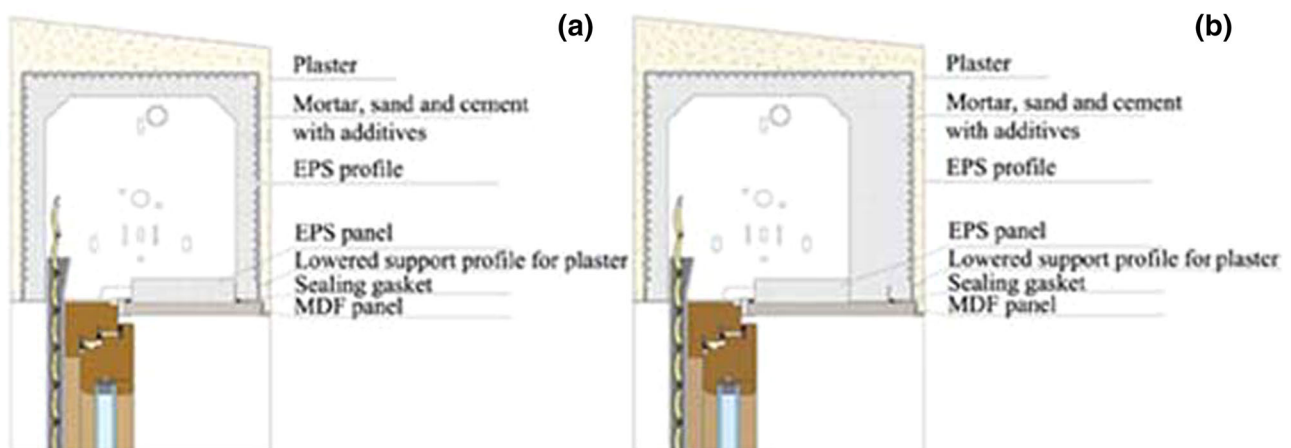 (a)
Plaster
Mortar, sand and cement
with additives
EPS profile
EPS panel
Lowered support profile for plaster
Sealing gasket
MDF panel
(b)
Plaster
Mortar, sand and cement
with additives
EPS profile
EPS panel
Lowered support profile for plaster
Sealing gasket
MDF panel